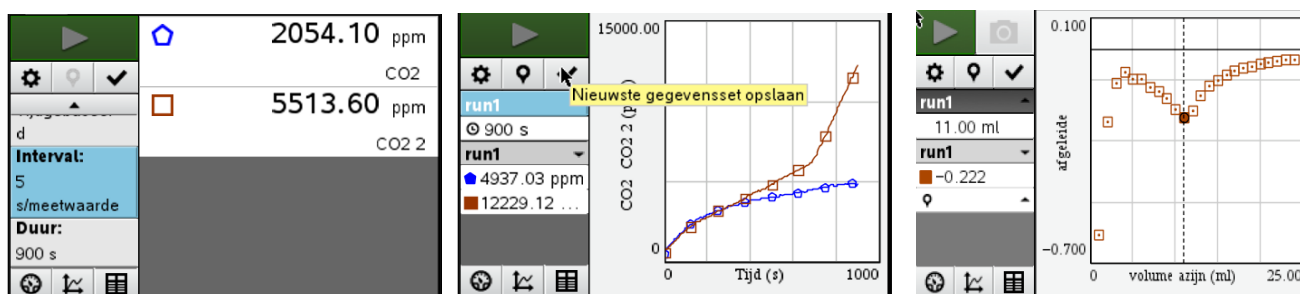 2054.10 ppm
CO2
5513.60 ppm
CO2 2
d
Interval:
5
s/meetwaarde
Duur:
900 s
run1
900 s
run1
4937.03 ppm
12229.12 ...
Nieuwste gegevensset opslaan
15000.00
CO2 CO2 2 (p
0
0
Tijd (s)
1000
run1
11.00 ml
run1
-0.222
0.100
afgeleide
-0.700
0
volume azijn (ml)
25.00